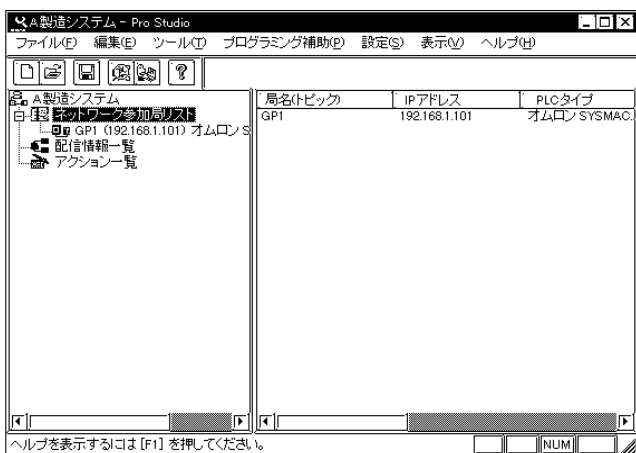 A製造システム - Pro Studio
ファイル(F) 編集(E) ツール(T) プログラミング補助(P) 設定(S) 表示(V) ヘルプ(H)
A製造システム
ネットワーク参加局リスト
GP1 (192.168.1.101) オムロン S
配信情報一覧
アクション一覧
局名(トピック) IPアドレス PLCタイプ
GP1 192.168.1.101 オムロン SYSMAC.
ヘルプを表示するには [F1] を押してください。
NUM